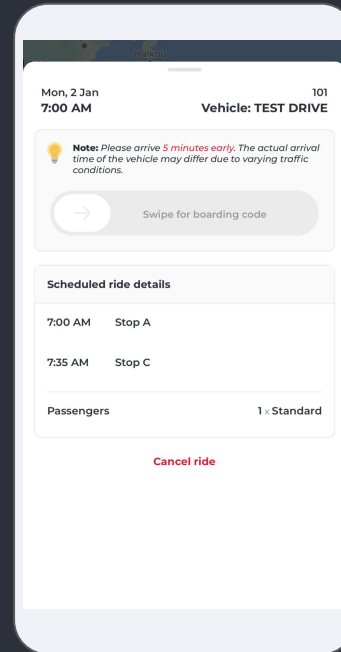 Haikou
Mon, 2 Jan
101
7:00 AM
Vehicle: TEST DRIVE
Note: Please arrive 5 minutes early. The actual arrival
time of the vehicle may differ due to varying traffic
conditions.
Swipe for boarding code
Scheduled ride details
7:00 AM Stop A
7:35 AM Stop C
Passengers 1 x Standard
Cancel ride